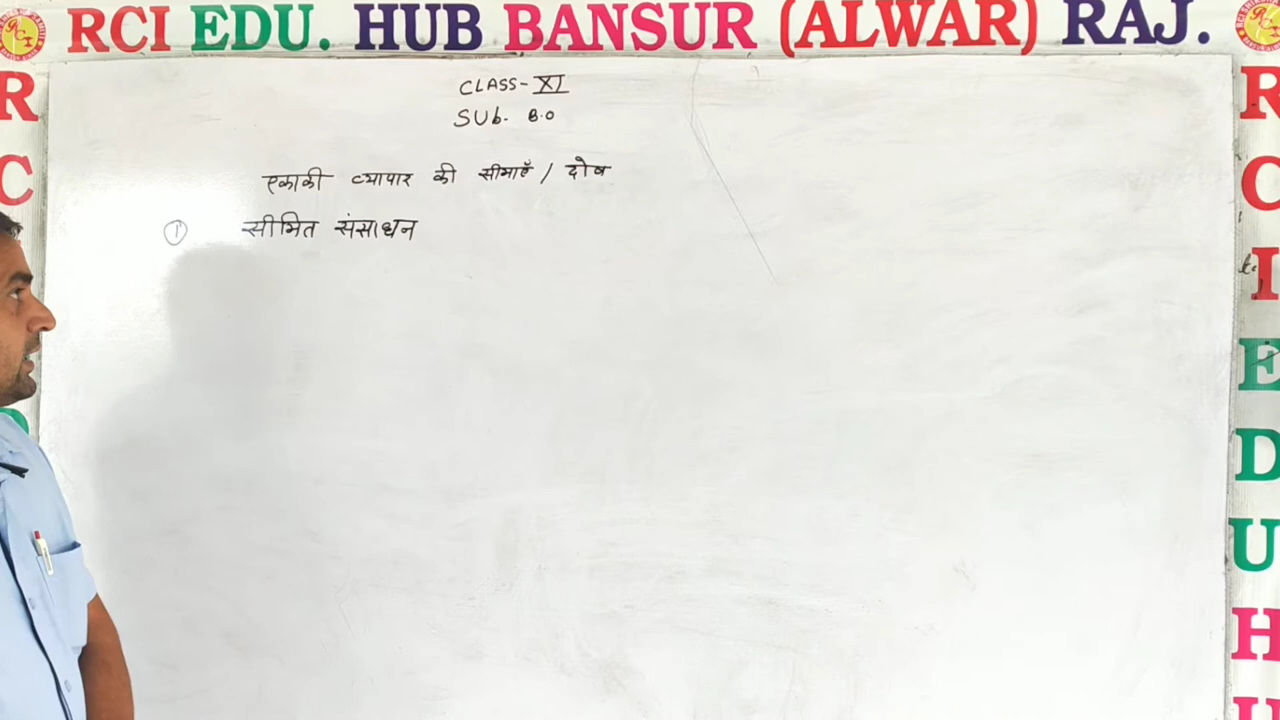 RCI EDU. HUB BANSUR (ALWAR) RAJ.
CLASS-XI
SUb. B.O
एकाकी व्यापार की सीमाएँ / दोष
① सीमित संसाधन
R
C
R
C
I
E
D
U
H
U